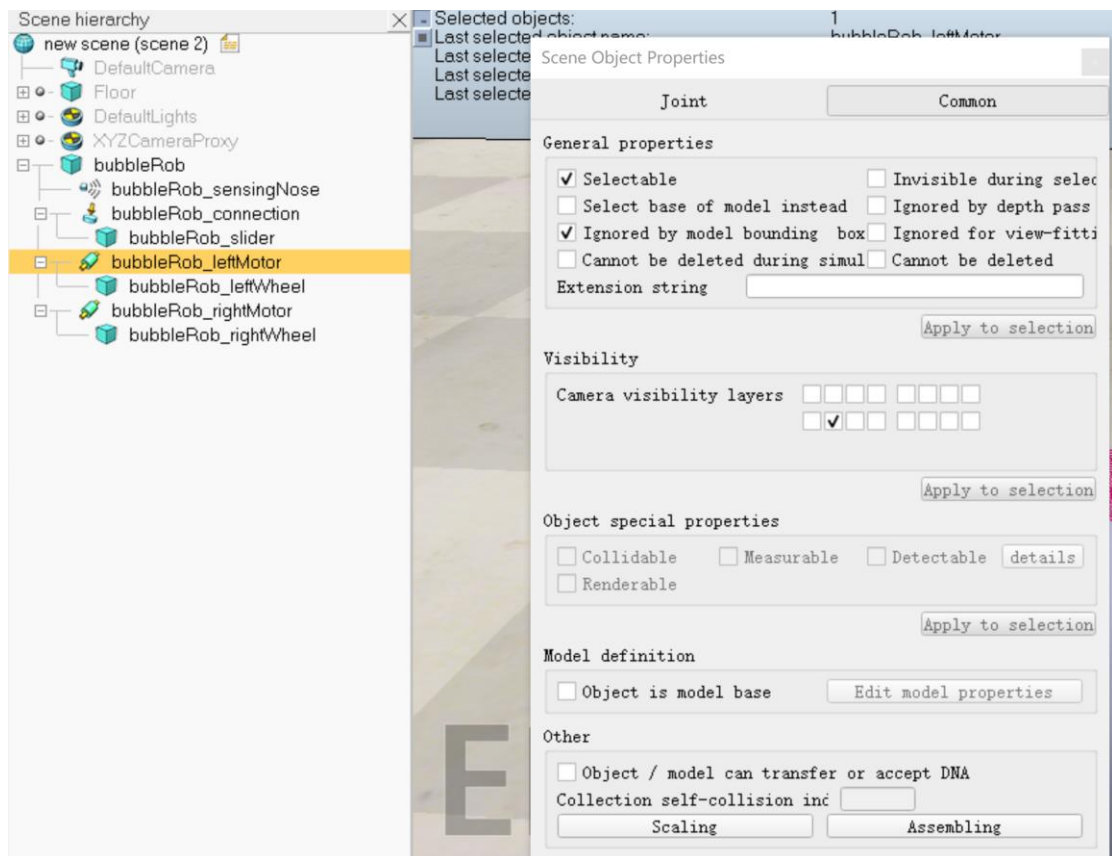 Scene hierarchy
new scene (scene 2)
DefaultCamera
Floor
DefaultLights
XYZCameraProxy
bubbleRob
bubbleRob_sensingNose
bubbleRob_connection
bubbleRob_slider
bubbleRob_leftMotor
bubbleRob_leftWheel
bubbleRob_rightMotor
bubbleRob_rightWheel
Selected objects: 1
Last selected object name: bubbleRob_leftMotor
Last selecte
Last selecte
Last selecte
Scene Object Properties
Joint Common
General properties
Selectable Invisible during selec
Select base of model instead Ignored by depth pass
Ignored by model bounding box Ignored for view-fitti
Cannot be deleted during simul Cannot be deleted
Extension string
Apply to selection
Visibility
Camera visibility layers
Apply to selection
Object special properties
Collidable Measurable Detectable details
Renderable
Apply to selection
Model definition
Object is model base Edit model properties
Other
Object / model can transfer or accept DNA
Collection self-collision ind
Scaling Assembling
E